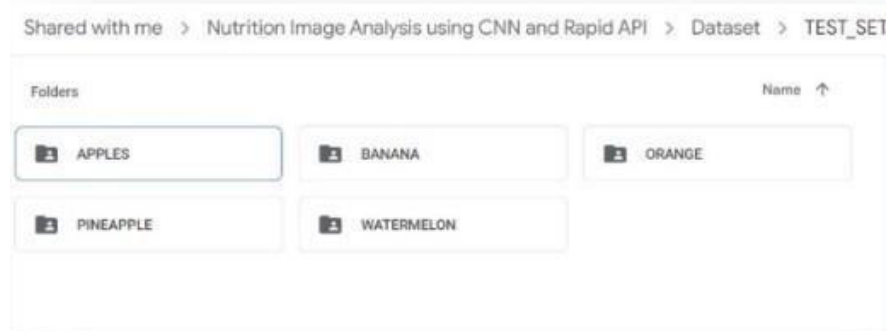 Shared with me > Nutrition Image Analysis using CNN and Rapid API > Dataset > TEST_SET
Folders Name ↑
APPLES BANANA ORANGE
PINEAPPLE WATERMELON